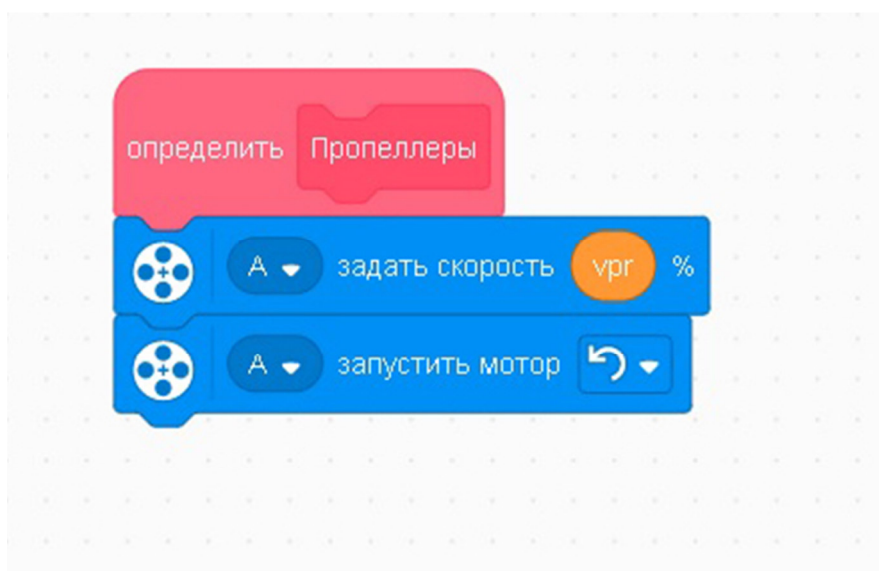 определить Пропеллеры
A задать скорость vpr %
A запустить мотор